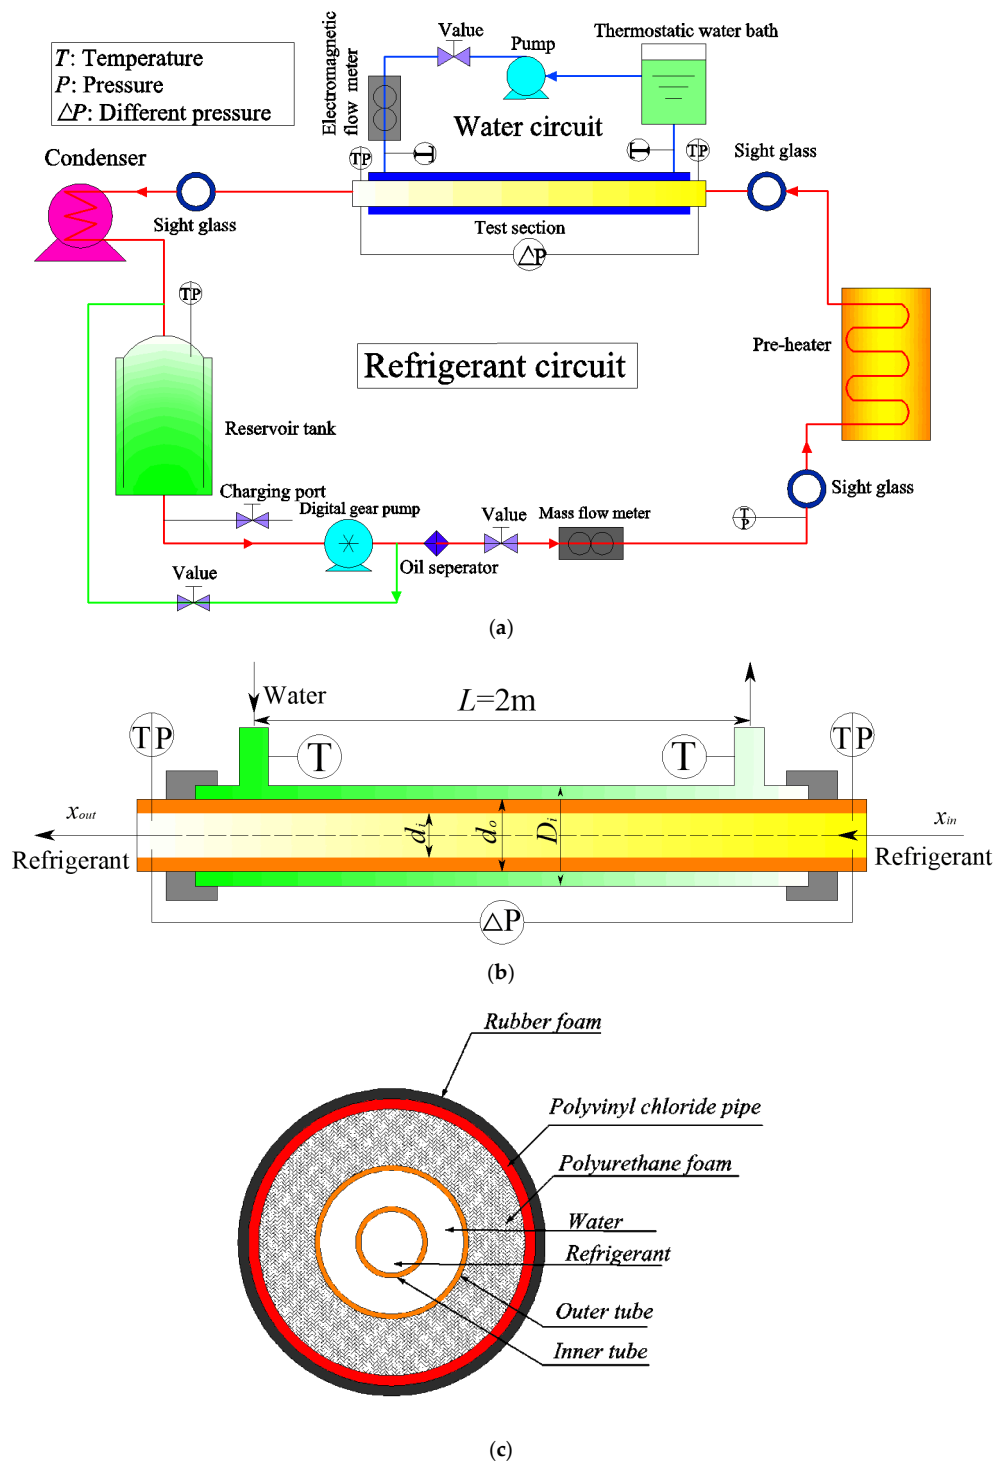 T: Temperature
P: Pressure
△P: Different pressure
Electromagnetic
flow meter
Value
Pump
Thermostatic water bath
Water circuit
T
T
TP
TP
Condenser
Sight glass
Sight glass
Test section
△P
TP
Pre-heater
Refrigerant circuit
Reservoir tank
Charging port
Digital gear pump
Value
Mass flow meter
Sight glass
T
P
Oil seperator
Value
(a)
Water
L=2m
T P
T
T
T P
xout
di
do
Di
xin
Refrigerant
Refrigerant
△P
(b)
Rubber foam
Polyvinyl chloride pipe
Polyurethane foam
Water
Refrigerant
Outer tube
Inner tube
(c)